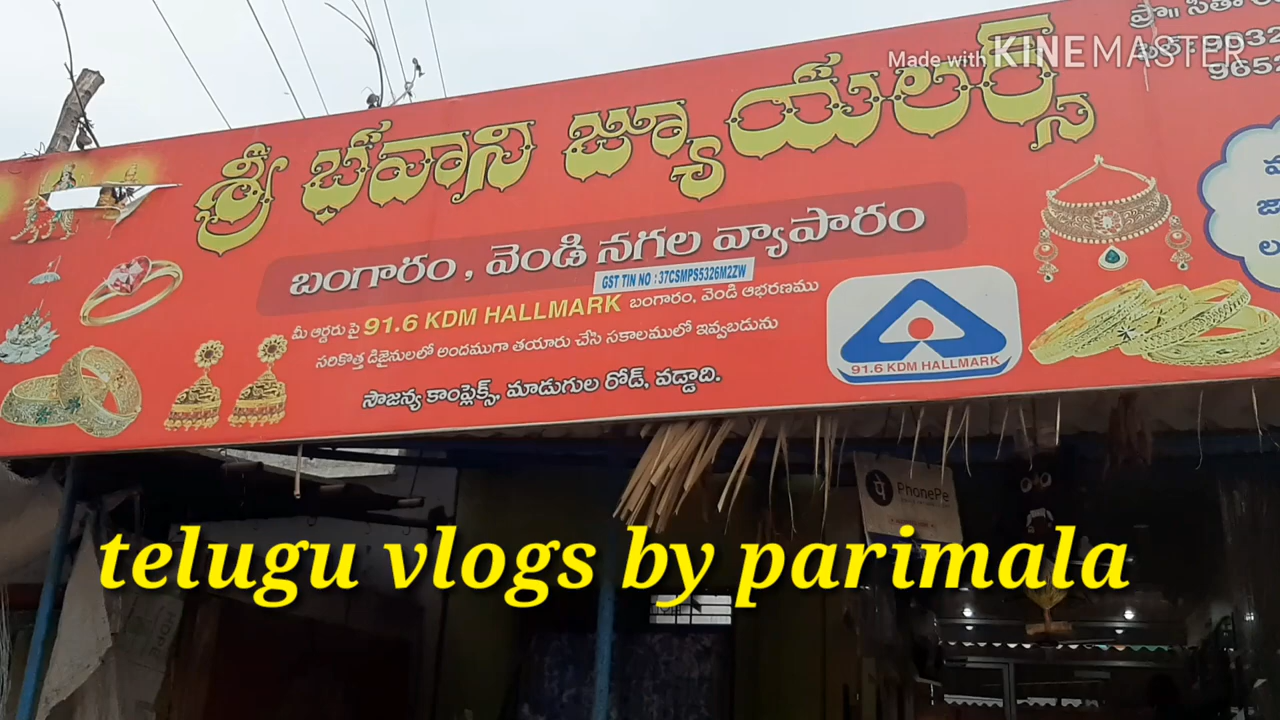 Made with KINEMASTER
శ్రీ భవాని జ్యూయలర్స్
బంగారం, వెండి నగల వ్యాపారం
GST TIN NO : 37CSMPS5326M2ZW
మీ ఆర్డరు పై 91.6 KDM HALLMARK బంగారం, వెండి ఆభరణము
సరికొత్త డిజైనులలో అందముగా తయారు చేసి సకాలములో ఇవ్వబడును
సౌజన్య కాంప్లెక్స్, మాడుగుల రోడ్, వడ్డాది.
91.6 KDM HALLMARK
PhonePe
telugu vlogs by parimala